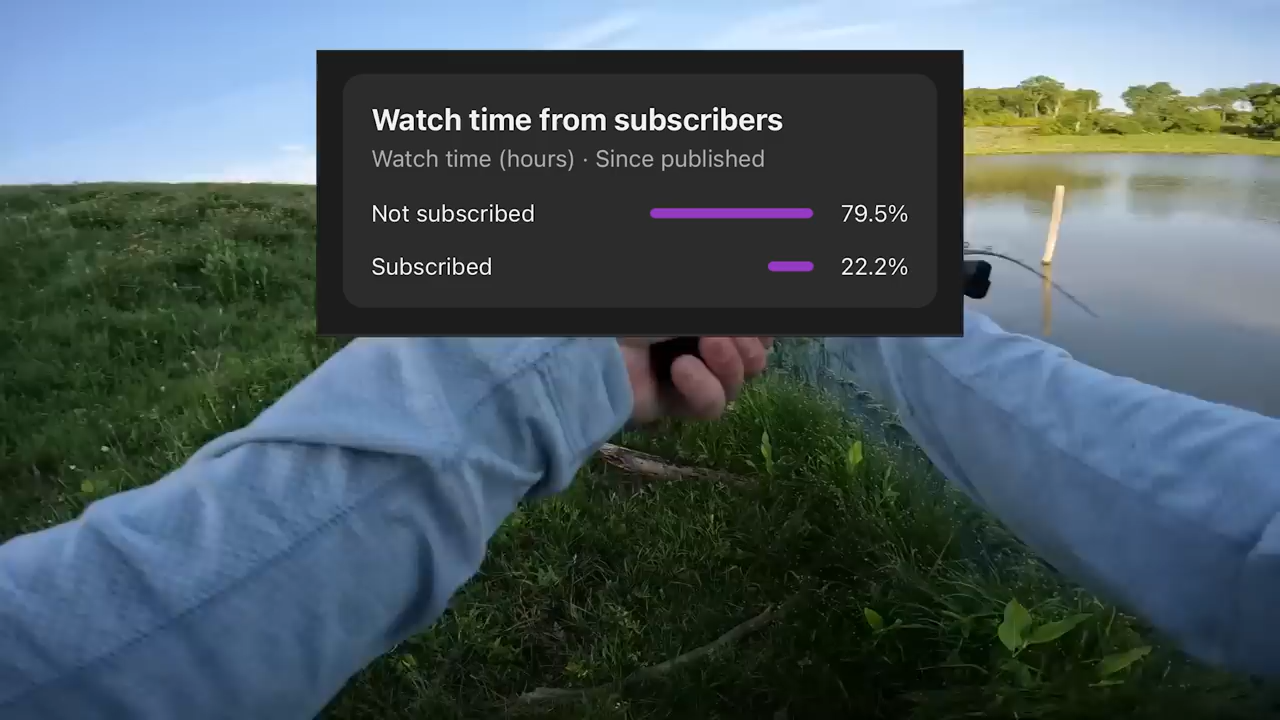 Watch time from subscribers
Watch time (hours) · Since published
Not subscribed 79.5%
Subscribed 22.2%